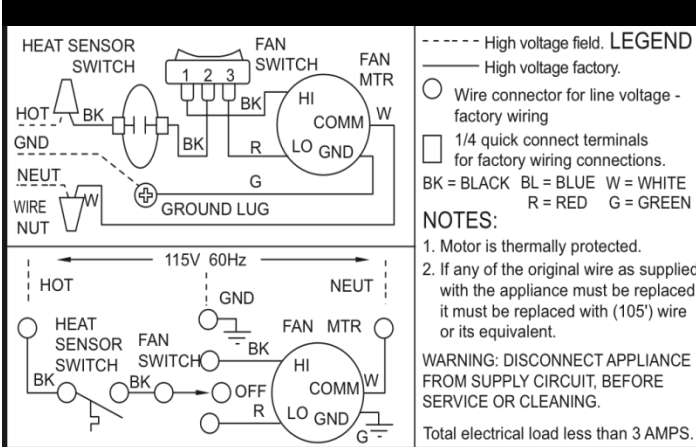 HEAT SENSOR
SWITCH
FAN
SWITCH
FAN
MTR
1 2 3
HOT
BK
BK
BK
HI
COMM
W
GND
R
LO GND
NEUT
G
WIRE
NUT
W
GROUND LUG
115V 60Hz
HOT
GND
NEUT
HEAT
SENSOR
SWITCH
FAN
SWITCH
BK
FAN MTR
HI
BK
BK
OFF
COMM
W
R
LO GND
G
High voltage field. LEGEND
High voltage factory.
Wire connector for line voltage -
factory wiring
1/4 quick connect terminals
for factory wiring connections.
BK = BLACK BL = BLUE W = WHITE
R = RED G = GREEN
NOTES:
1. Motor is thermally protected.
2. If any of the original wire as supplied
with the appliance must be replaced
it must be replaced with (105') wire
or its equivalent.
WARNING: DISCONNECT APPLIANCE
FROM SUPPLY CIRCUIT, BEFORE
SERVICE OR CLEANING.
Total electrical load less than 3 AMPS.